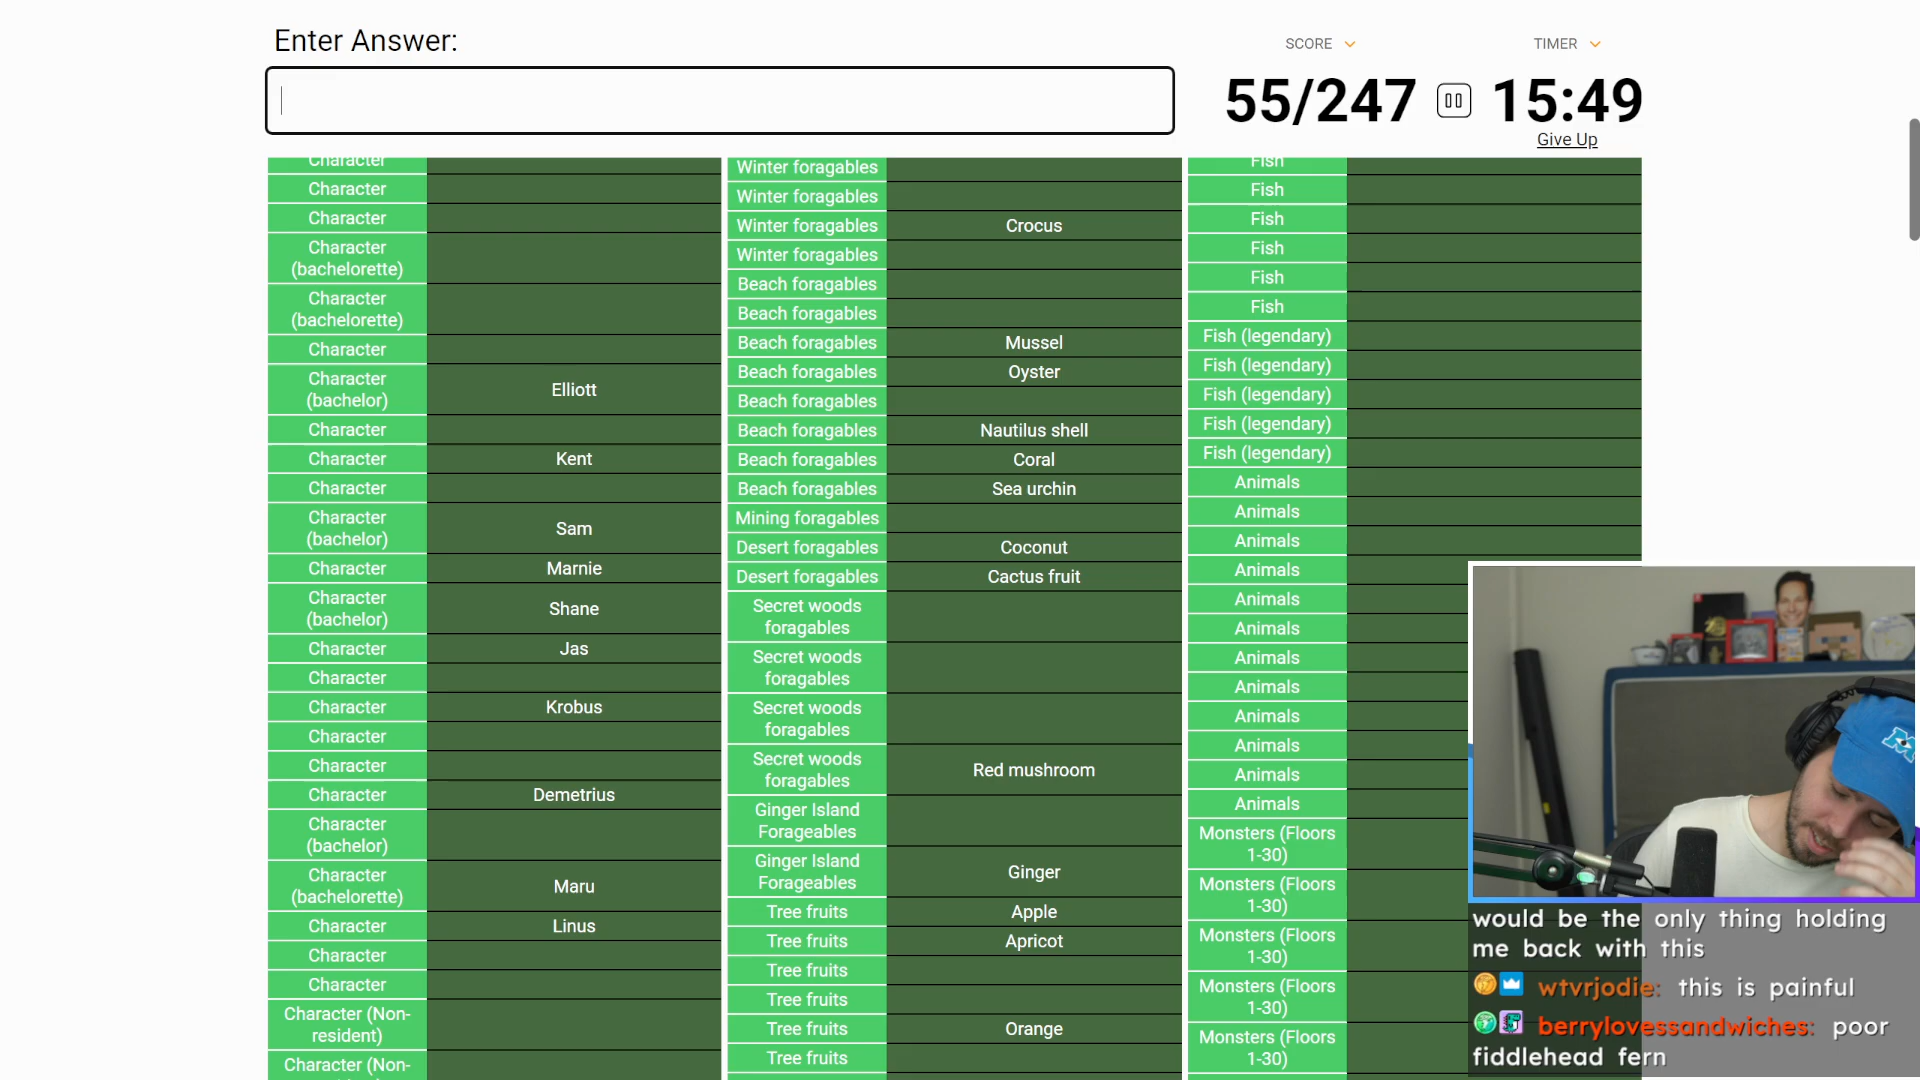 Enter Answer:
SCORE
TIMER
55/247
15:49
Give Up
Character
Character
Character
Character
(bachelorette)
Character
(bachelorette)
Character
Character
(bachelor)
Elliott
Character
Character
Kent
Character
Character
(bachelor)
Sam
Character
Marnie
Character
(bachelor)
Shane
Character
Jas
Character
Character
Krobus
Character
Character
Character
Demetrius
Character
(bachelor)
Character
(bachelorette)
Maru
Character
Linus
Character
Character
Character (Non-
resident)
Character (Non-
Winter foragables
Winter foragables
Winter foragables
Crocus
Winter foragables
Beach foragables
Beach foragables
Beach foragables
Mussel
Beach foragables
Oyster
Beach foragables
Beach foragables
Nautilus shell
Beach foragables
Coral
Beach foragables
Sea urchin
Mining foragables
Desert foragables
Coconut
Desert foragables
Cactus fruit
Secret woods
foragables
Secret woods
foragables
Secret woods
foragables
Secret woods
foragables
Red mushroom
Ginger Island
Forageables
Ginger Island
Forageables
Ginger
Tree fruits
Apple
Tree fruits
Apricot
Tree fruits
Tree fruits
Tree fruits
Orange
Tree fruits
Fish
Fish
Fish
Fish
Fish
Fish
Fish (legendary)
Fish (legendary)
Fish (legendary)
Fish (legendary)
Fish (legendary)
Animals
Animals
Animals
Animals
Animals
Animals
Animals
Animals
Animals
Animals
Animals
Animals
Monsters (Floors
1-30)
Monsters (Floors
1-30)
Monsters (Floors
1-30)
Monsters (Floors
1-30)
Monsters (Floors
1-30)
would be the only thing holding
me back with this
wtvrjodie: this is painful
berrylovessandwiches: poor
fiddlehead fern